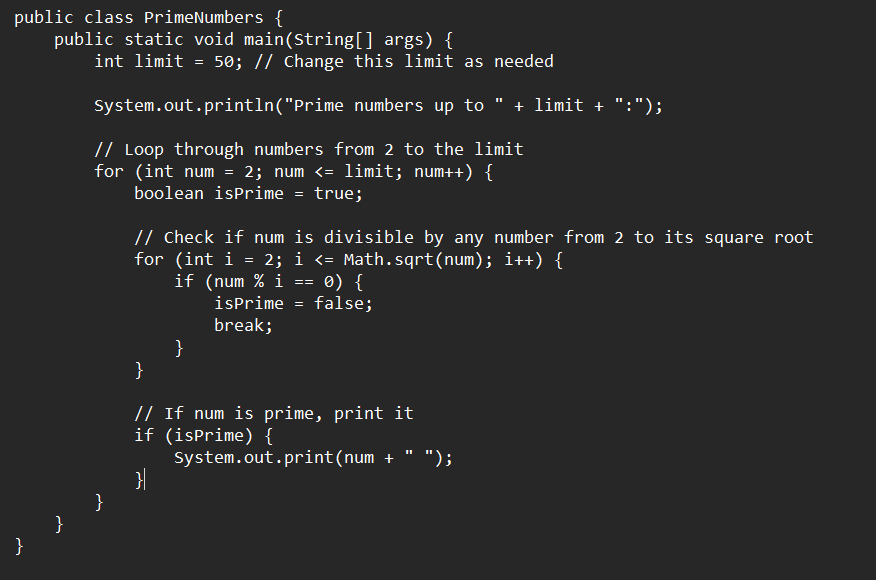 public class PrimeNumbers {
    public static void main(String[] args) {
        int limit = 50; // Change this limit as needed

        System.out.println("Prime numbers up to " + limit + ":");

        // Loop through numbers from 2 to the limit
        for (int num = 2; num <= limit; num++) {
            boolean isPrime = true;

            // Check if num is divisible by any number from 2 to its square root
            for (int i = 2; i <= Math.sqrt(num); i++) {
                if (num % i == 0) {
                    isPrime = false;
                    break;
                }
            }

            // If num is prime, print it
            if (isPrime) {
                System.out.print(num + " ");
            }
        }
    }
}